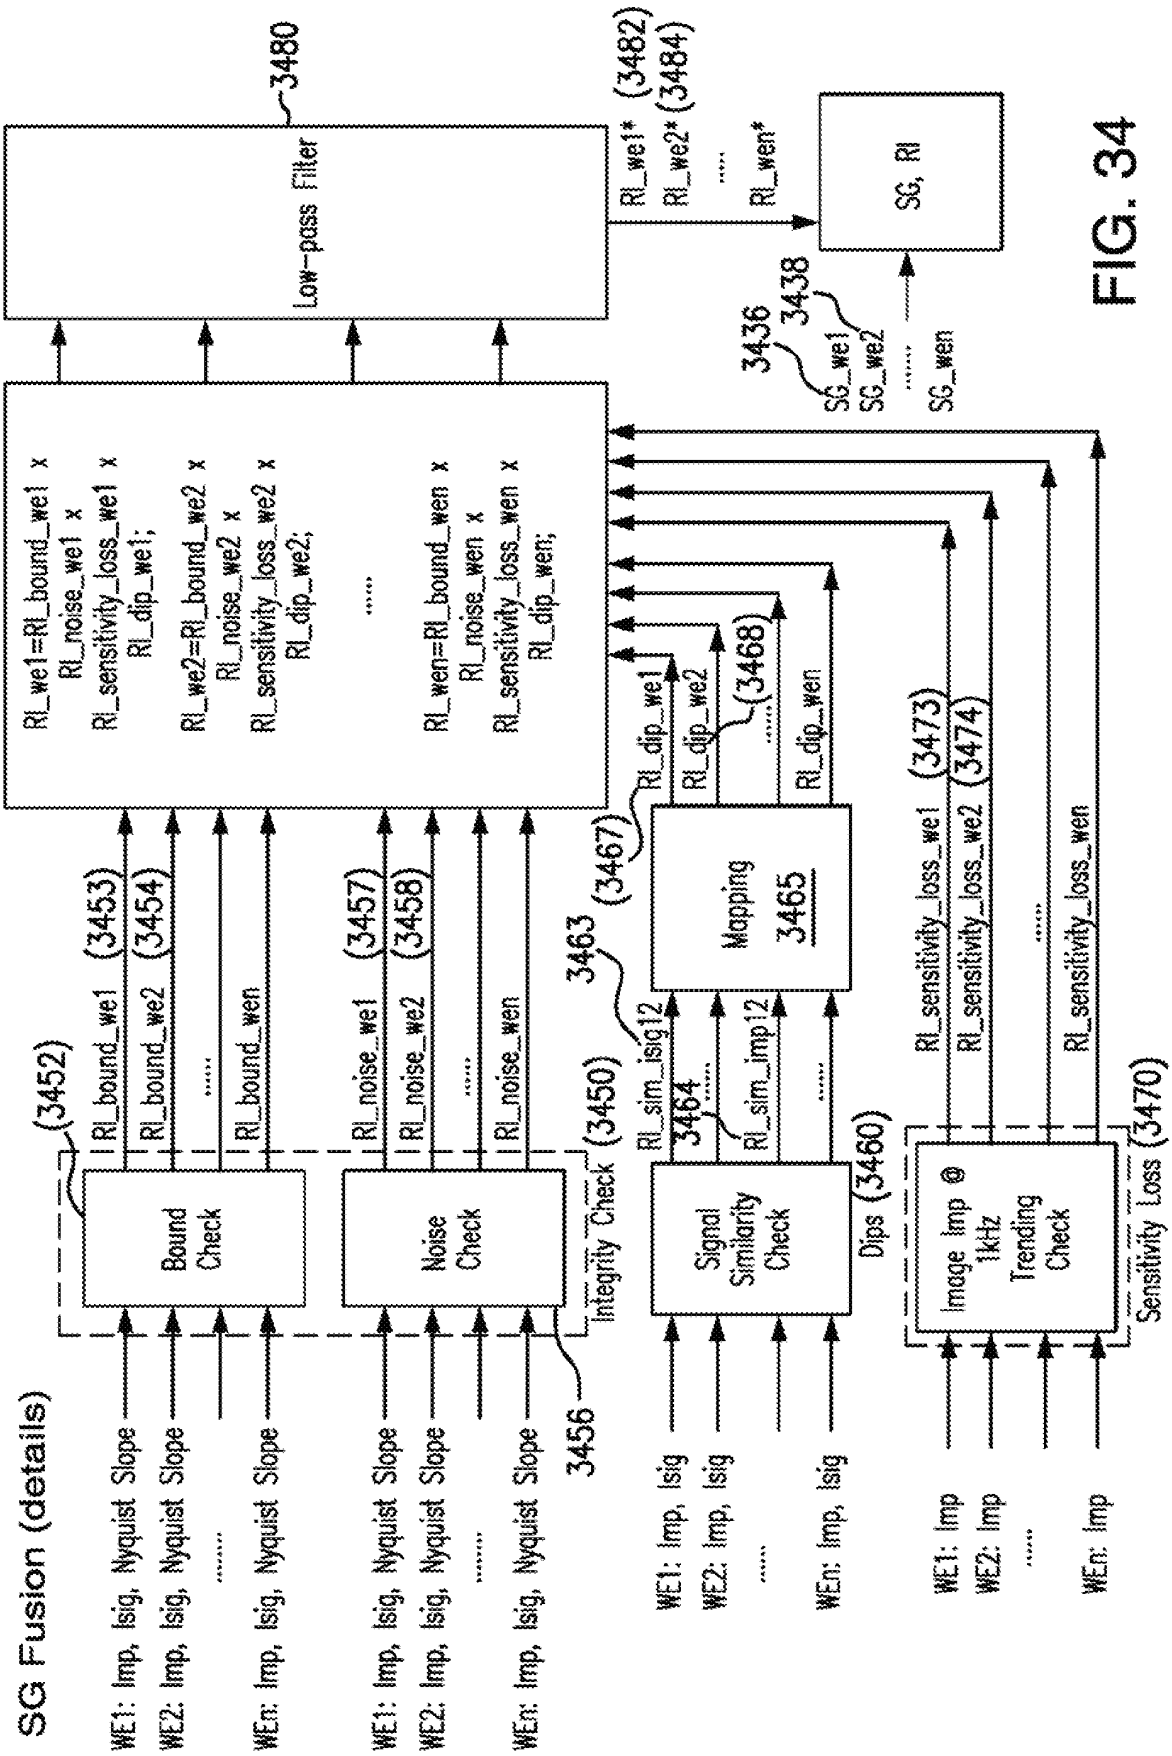 SG Fusion (details)
WE1: Imp, Isig, Nyquist Slope
WE2: Imp, Isig, Nyquist Slope
.......
WEn: Imp, Isig, Nyquist Slope
WE1: Imp, Isig, Nyquist Slope
WE2: Imp, Isig, Nyquist Slope
.......
WEn: Imp, Isig, Nyquist Slope
3456
WE1: Imp, Isig
WE2: Imp, Isig
......
WEn: Imp, Isig
WE1: Imp
WE2: Imp
......
WEn: Imp
(3452)
Bound
Check
Noise
Check
Integrity Check (3450)
Signal
Similarity
Check
Dips (3460)
Image Imp @
1kHz
Trending
Check
Sensitivity Loss (3470)
RI_bound_we1 (3453)
RI_bound_we2 (3454)
......
RI_bound_wen
RI_noise_we1 (3457)
RI_noise_we2 (3458)
......
RI_noise_wen
3463
RI_sim_isig12
......
3464
RI_sim_imp12
......
Mapping
3465
(3467)
RI_dip_we1
RI_dip_we2
(3468)
......
RI_dip_wen
RI_sensitivity_loss_we1 (3473)
RI_sensitivity_loss_we2 (3474)
......
RI_sensitivity_loss_wen
RI_we1=RI_bound_we1 x
RI_noise_we1 x
RI_sensitivity_loss_we1 x
RI_dip_we1;
RI_we2=RI_bound_we2 x
RI_noise_we2 x
RI_sensitivity_loss_we2 x
RI_dip_we2;
......
RI_wen=RI_bound_wen x
RI_noise_wen x
RI_sensitivity_loss_wen x
RI_dip_wen;
Low-pass Filter
3480
RI_we1* (3482)
RI_we2* (3484)
.....
RI_wen*
3436
3438
SG_we1
SG_we2
.......
SG_wen
SG, RI
FIG. 34